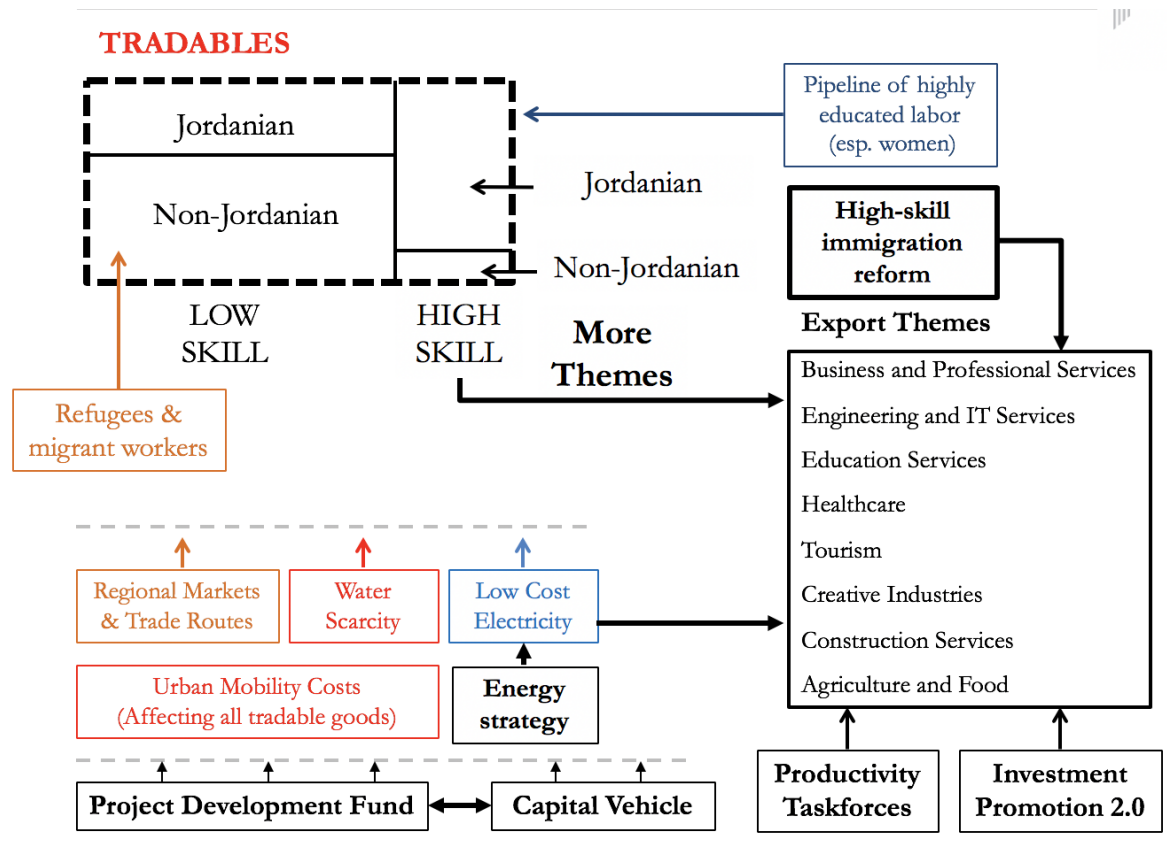 TRADABLES
Jordanian
Non-Jordanian
Jordanian
Non-Jordanian
LOW
SKILL
HIGH
SKILL
Refugees &
migrant workers
Pipeline of highly
educated labor
(esp. women)
High-skill
immigration
reform
More
Themes
Export Themes
Business and Professional Services
Engineering and IT Services
Education Services
Healthcare
Tourism
Creative Industries
Construction Services
Agriculture and Food
Regional Markets
& Trade Routes
Water
Scarcity
Low Cost
Electricity
Urban Mobility Costs
(Affecting all tradable goods)
Energy
strategy
Project Development Fund
Capital Vehicle
Productivity
Taskforces
Investment
Promotion 2.0